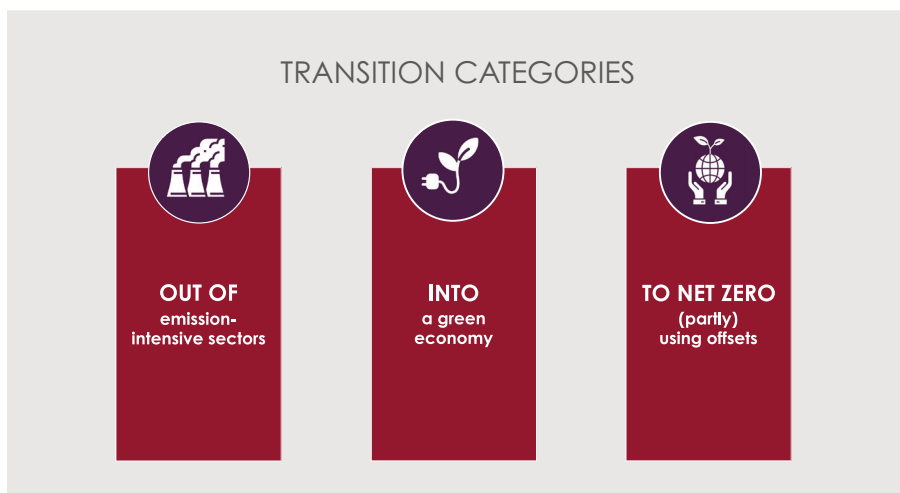 TRANSITION CATEGORIES
OUT OF
emission-
intensive sectors
INTO
a green
economy
TO NET ZERO
(partly)
using offsets